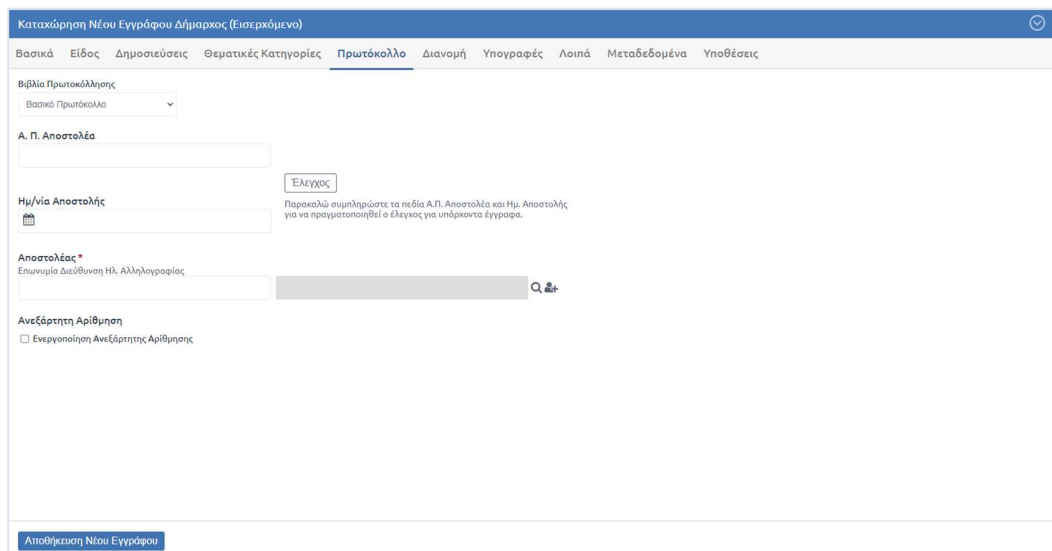 Καταχώρηση Νέου Εγγράφου Δήμαρχος (Εισερχόμενο)
Βασικά Είδος Δημοσιεύσεις Θεματικές Κατηγορίες Πρωτόκολλο Διανομή Υπογραφές Λοιπά Μεταδεδομένα Υποθέσεις
Βιβλία Πρωτοκόλλησης
Βασικό Πρωτόκολλο
Α. Π. Αποστολέα
Έλεγχος
Ημ/νία Αποστολής
Παρακαλώ συμπληρώστε τα πεδία Α.Π. Αποστολέα και Ημ. Αποστολής
για να πραγματοποιηθεί ο έλεγχος για υπάρχοντα έγγραφα.
Αποστολέας *
Επωνυμία Διεύθυνση Ηλ. Αλληλογραφίας
Ανεξάρτητη Αρίθμηση
Ενεργοποίηση Ανεξάρτητης Αρίθμησης
Αποθήκευση Νέου Εγγράφου